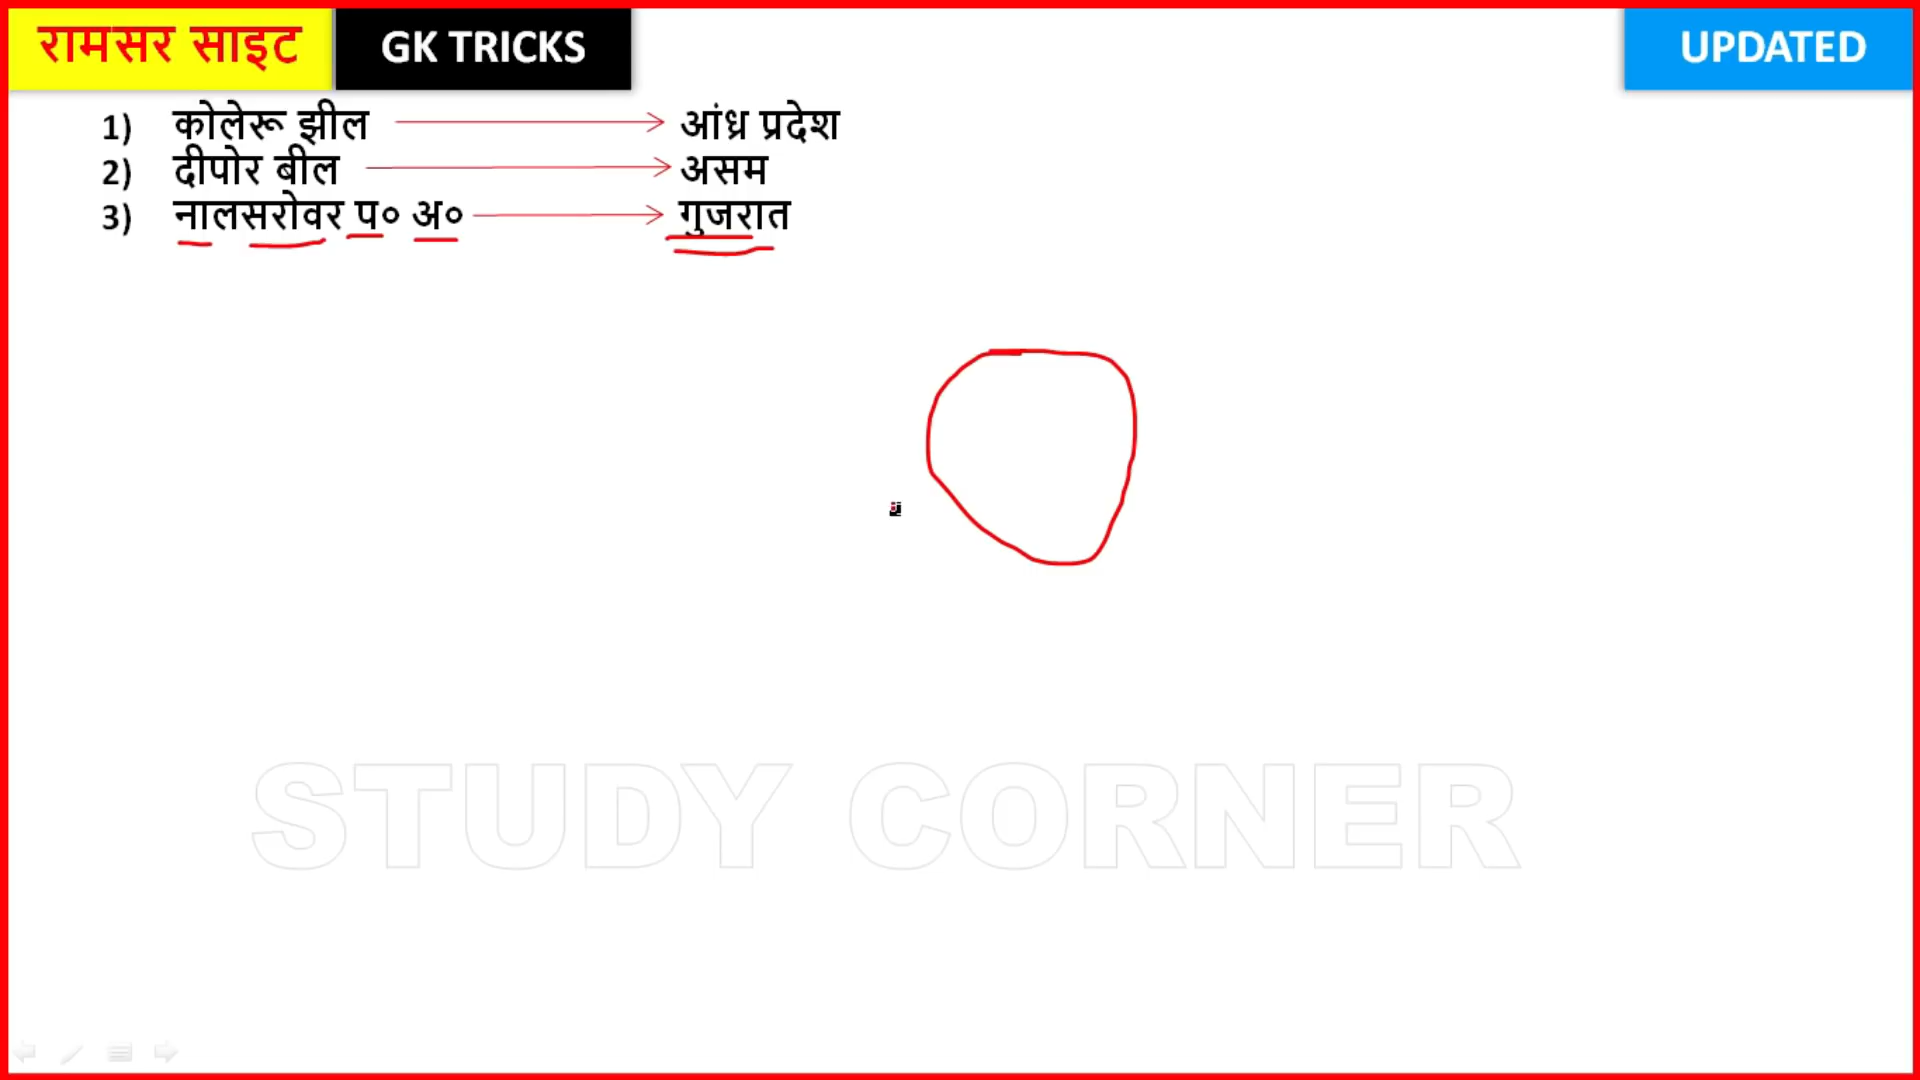 रामसर साइट GK TRICKS UPDATED
1) कोलेरू झील आंध्र प्रदेश
2) दीपोर बील असम
3) नालसरोवर प० अ० गुजरात
STUDY CORNER